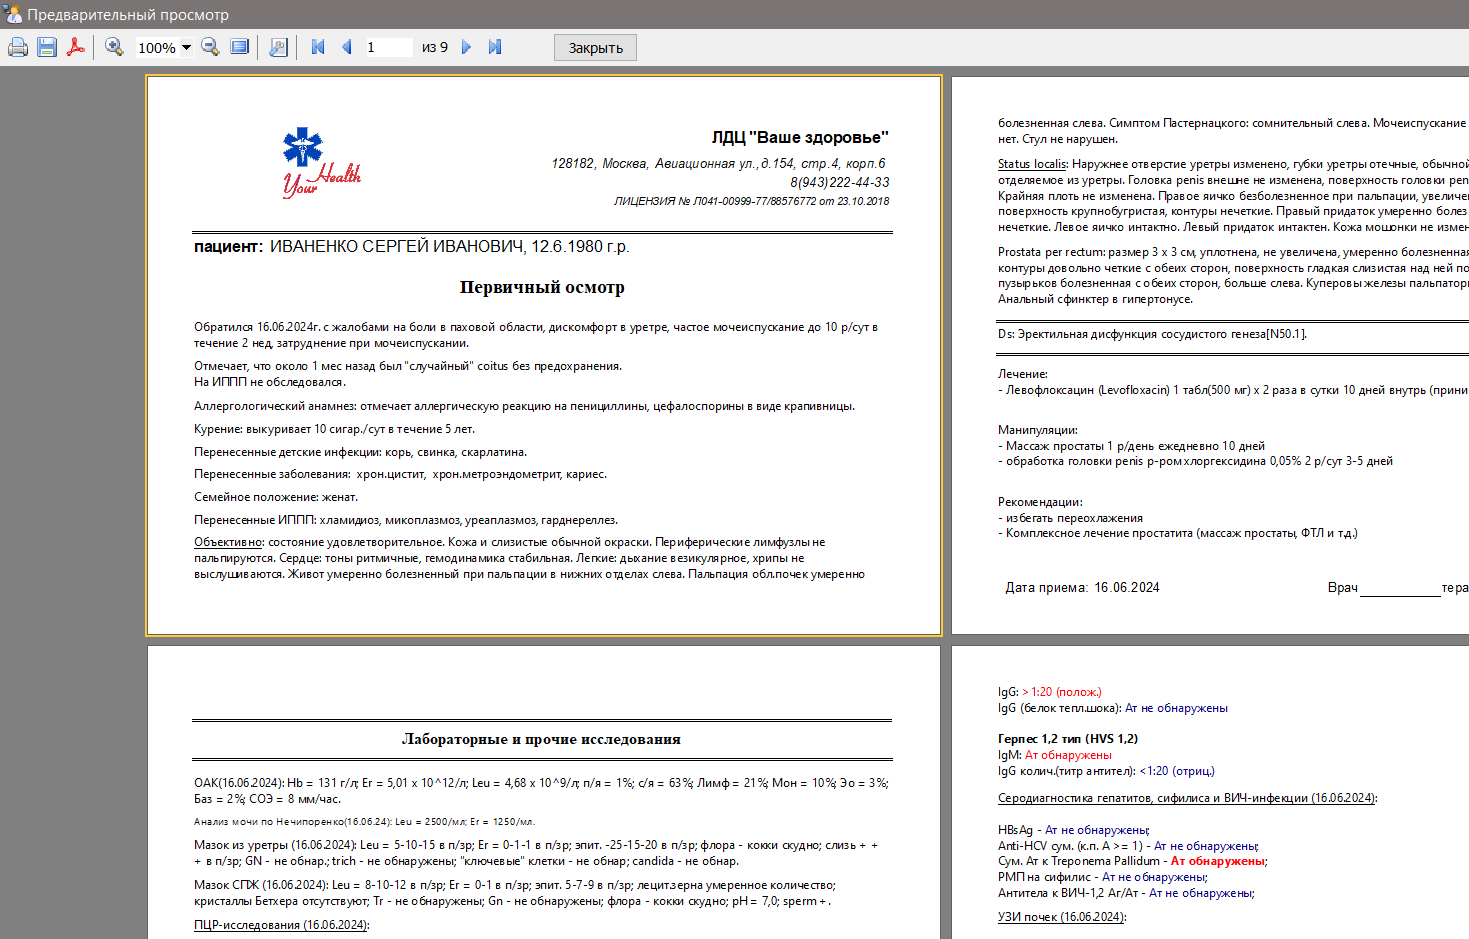 Предварительный просмотр
100%
1
из 9
Закрыть
Your Health
ЛДЦ "Ваше здоровье"
128182, Москва, Авиационная ул.,д.154, стр.4, корп.6
8(943)222-44-33
ЛИЦЕНЗИЯ № Л041-00999-77/88576772 от 23.10.2018
пациент: ИВАНЕНКО СЕРГЕЙ ИВАНОВИЧ, 12.6.1980 г.р.
Первичный осмотр
Обратился 16.06.2024г. с жалобами на боли в паховой области, дискомфорт в уретре, частое мочеиспускание до 10 р/сут в
течение 2 нед, затруднение при мочеиспускании.
Отмечает, что около 1 мес назад был "случайный" coitus без предохранения.
На ИППП не обследовался.
Аллергологический анамнез: отмечает аллергическую реакцию на пенициллины, цефалоспорины в виде крапивницы.
Курение: выкуривает 10 сигар./сут в течение 5 лет.
Перенесенные детские инфекции: корь, свинка, скарлатина.
Перенесенные заболевания: хрон.цистит, хрон.метроэндометрит, кариес.
Семейное положение: женат.
Перенесенные ИППП: хламидиоз, микоплазмоз, уреаплазмоз, гарднереллез.
Объективно: состояние удовлетворительное. Кожа и слизистые обычной окраски. Периферические лимфузлы не
пальпируются. Сердце: тоны ритмичные, гемодинамика стабильная. Легкие: дыхание везикулярное, хрипы не
выслушиваются. Живот умеренно болезненный при пальпации в нижних отделах слева. Пальпация обл.почек умеренно
болезненная слева. Симптом Пастернацкого: сомнительный слева. Мочеиспускание
нет. Стул не нарушен.
Status localis: Наружнее отверстие уретры изменено, губки уретры отечные, обычной
отделяемое из уретры. Головка penis внешне не изменена, поверхность головки pen
Крайняя плоть не изменена. Правое яичко безболезненное при пальпации, увеличе
поверхность крупнобугристая, контуры нечеткие. Правый придаток умеренно болез
нечеткие. Левое яичко интактно. Левый придаток интактен. Кожа мошонки не измен
Prostata per rectum: размер 3 х 3 см, уплотнена, не увеличена, умеренно болезненная
контуры довольно четкие с обеих сторон, поверхность гладкая слизистая над ней по
пузырьков болезненная с обеих сторон, больше слева. Куперовы железы пальпатор
Анальный сфинктер в гипертонусе.
Ds: Эректильная дисфункция сосудистого генеза[N50.1].
Лечение:
- Левофлоксацин (Levofloxacin) 1 табл(500 мг) х 2 раза в сутки 10 дней внутрь (прини
Манипуляции:
- Массаж простаты 1 р/день ежедневно 10 дней
- обработка головки penis р-ром хлоргексидина 0,05% 2 р/сут 3-5 дней
Рекомендации:
- избегать переохлажения
- Комплексное лечение простатита (массаж простаты, ФТЛ и т.д.)
Дата приема: 16.06.2024 Врач___________тера
Лабораторные и прочие исследования
ОАК(16.06.2024): Hb = 131 г/л; Er = 5,01 х 10^12/л; Leu = 4,68 х 10^9/л; п/я = 1%; с/я = 63%; Лимф = 21%; Мон = 10%; Эо = 3%;
Баз = 2%; СОЭ = 8 мм/час.
Анализ мочи по Нечипоренко(16.06.24): Leu = 2500/мл; Er = 1250/мл.
Мазок из уретры (16.06.2024): Leu = 5-10-15 в п/зр; Er = 0-1-1 в п/зр; эпит. -25-15-20 в п/зр; флора - кокки скудно; слизь + +
+ в п/зр; GN - не обнар.; trich - не обнаружены; "ключевые" клетки - не обнар; candida - не обнар.
Мазок СПЖ (16.06.2024): Leu = 8-10-12 в п/зр; Er = 0-1 в п/зр; эпит. 5-7-9 в п/зр; лецит.зерна умеренное количество;
кристаллы Бетхера отсутствуют; Tr - не обнаружены; Gn - не обнаружены; флора - кокки скудно; pH = 7,0; sperm + .
ПЦР-исследования (16.06.2024):
IgG: > 1:20 (полож.)
IgG (белок тепл.шока): Ат не обнаружены
Герпес 1,2 тип (HVS 1,2)
IgM: Ат обнаружены
IgG колич.(титр антител): <1:20 (отриц.)
Серодиагностика гепатитов, сифилиса и ВИЧ-инфекции (16.06.2024):
HBsAg - Ат не обнаружены;
Anti-HCV сум. (к.п. А >= 1) - Ат не обнаружены;
Сум. Ат к Treponema Pallidum - Ат обнаружены;
РМП на сифилис - Ат не обнаружены;
Антитела к ВИЧ-1,2 Аг/Ат - Ат не обнаружены;
УЗИ почек (16.06.2024):